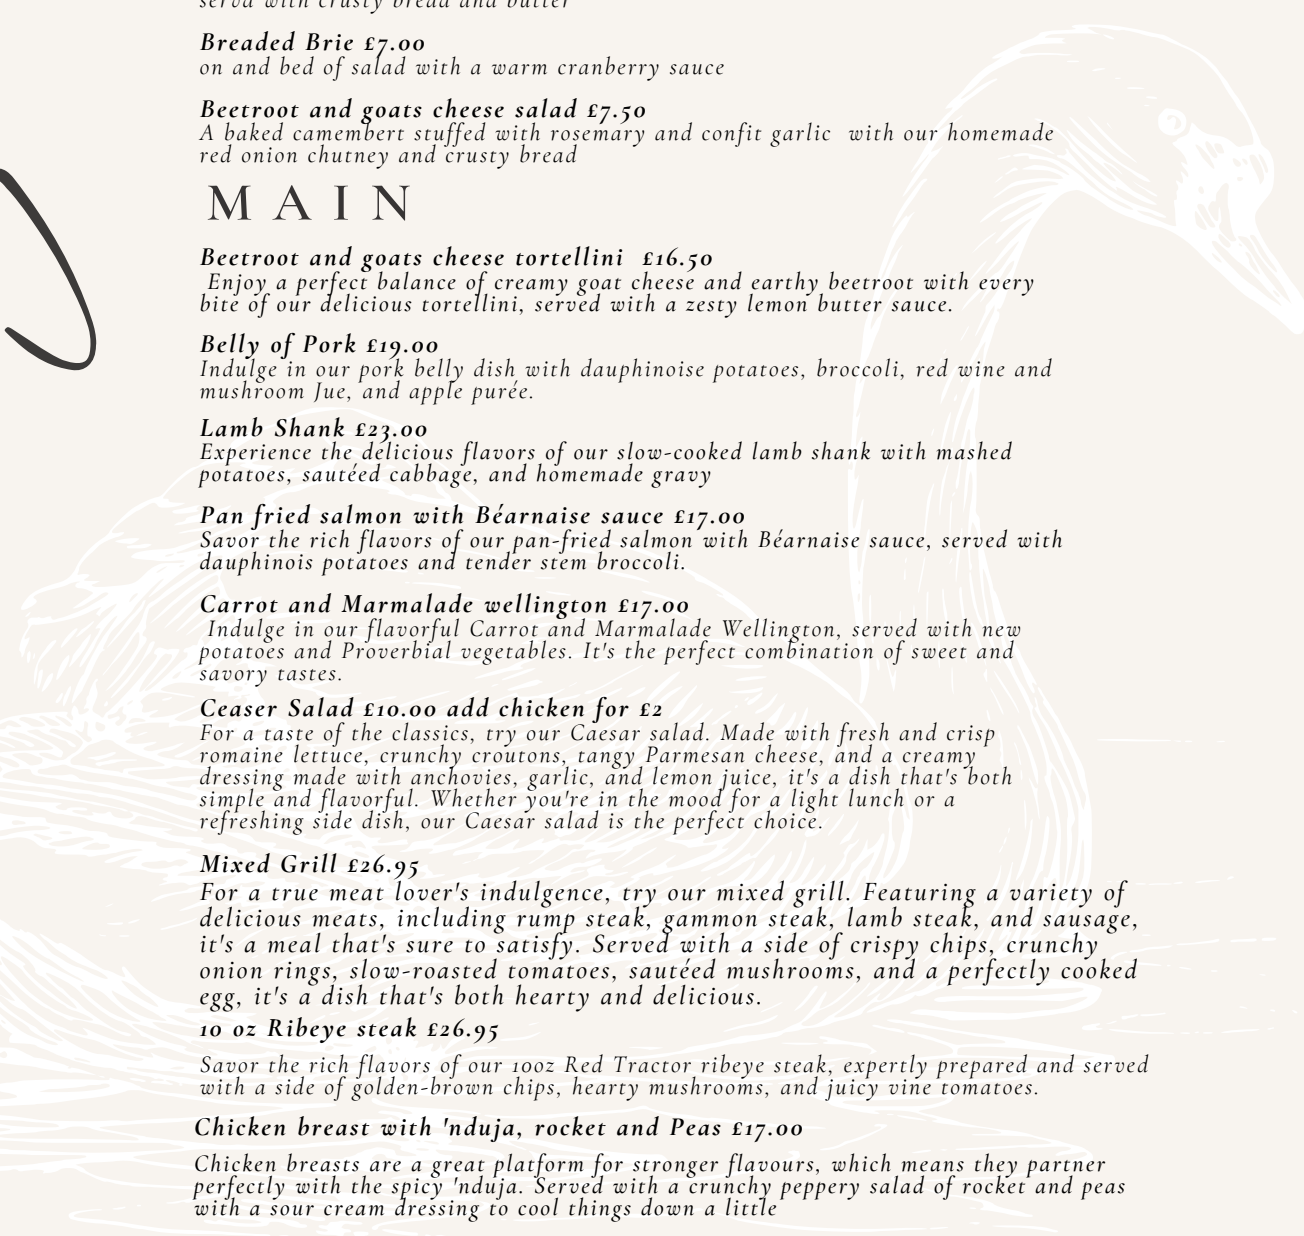 servd with crusty bread and butter
Breaded Brie £7.00
on and bed of salad with a warm cranberry sauce
Beetroot and goats cheese salad £7.50
A baked camembert stuffed with rosemary and confit garlic with our homemade
red onion chutney and crusty bread
MAIN
Beetroot and goats cheese tortellini £16.50
Enjoy a perfect balance of creamy goat cheese and earthy beetroot with every
bite of our delicious tortellini, served with a zesty lemon butter sauce.
Belly of Pork £19.00
Indulge in our pork belly dish with dauphinoise potatoes, broccoli, red wine and
mushroom Jue, and apple purée.
Lamb Shank £23.00
Experience the delicious flavors of our slow-cooked lamb shank with mashed
potatoes, sautéed cabbage, and homemade gravy
Pan fried salmon with Béarnaise sauce £17.00
Savor the rich flavors of our pan-fried salmon with Béarnaise sauce, served with
dauphinois potatoes and tender stem broccoli.
Carrot and Marmalade wellington £17.00
Indulge in our flavorful Carrot and Marmalade Wellington, served with new
potatoes and Proverbial vegetables. It's the perfect combination of sweet and
savory tastes.
Ceaser Salad £10.00 add chicken for £2
For a taste of the classics, try our Caesar salad. Made with fresh and crisp
romaine lettuce, crunchy croutons, tangy Parmesan cheese, and a creamy
dressing made with anchovies, garlic, and lemon juice, it's a dish that's both
simple and flavorful. Whether you're in the mood for a light lunch or a
refreshing side dish, our Caesar salad is the perfect choice.
Mixed Grill £26.95
For a true meat lover's indulgence, try our mixed grill. Featuring a variety of
delicious meats, including rump steak, gammon steak, lamb steak, and sausage,
it's a meal that's sure to satisfy. Served with a side of crispy chips, crunchy
onion rings, slow-roasted tomatoes, sautéed mushrooms, and a perfectly cooked
egg, it's a dish that's both hearty and delicious.
10 oz Ribeye steak £26.95
Savor the rich flavors of our 10oz Red Tractor ribeye steak, expertly prepared and served
with a side of golden-brown chips, hearty mushrooms, and juicy vine tomatoes.
Chicken breast with 'nduja, rocket and Peas £17.00
Chicken breasts are a great platform for stronger flavours, which means they partner
perfectly with the spicy 'nduja. Served with a crunchy peppery salad of rocket and peas
with a sour cream dressing to cool things down a little